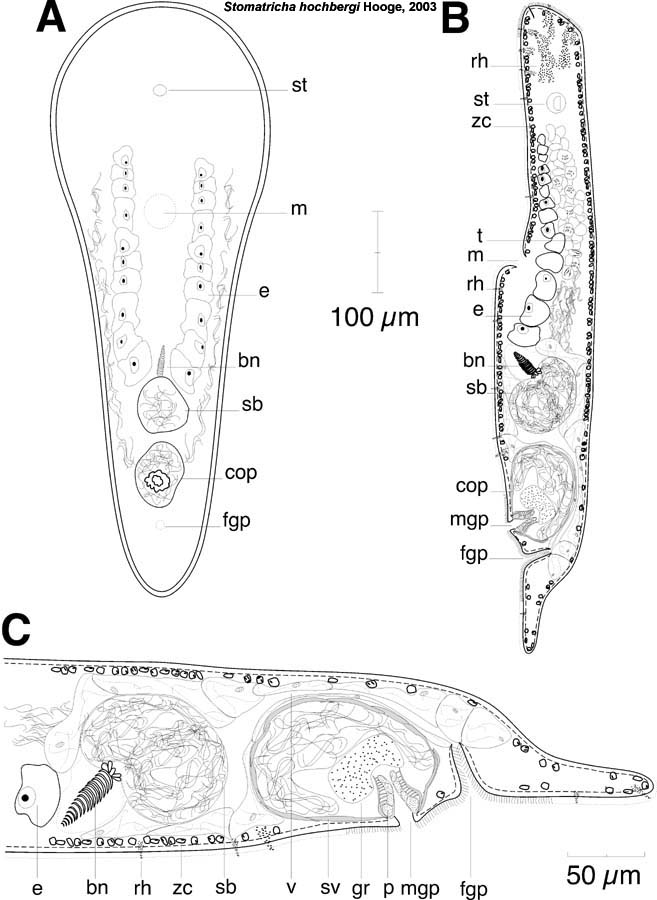 A
Stomatricha hochbergi Hooge, 2003
B
st
m
e
bn
sb
cop
fgp
100 µm
rh
st
zc
t
m
rh
e
bn
sb
cop
mgp
fgp
C
e bn rh zc sb v sv gr p mgp fgp
50 µm